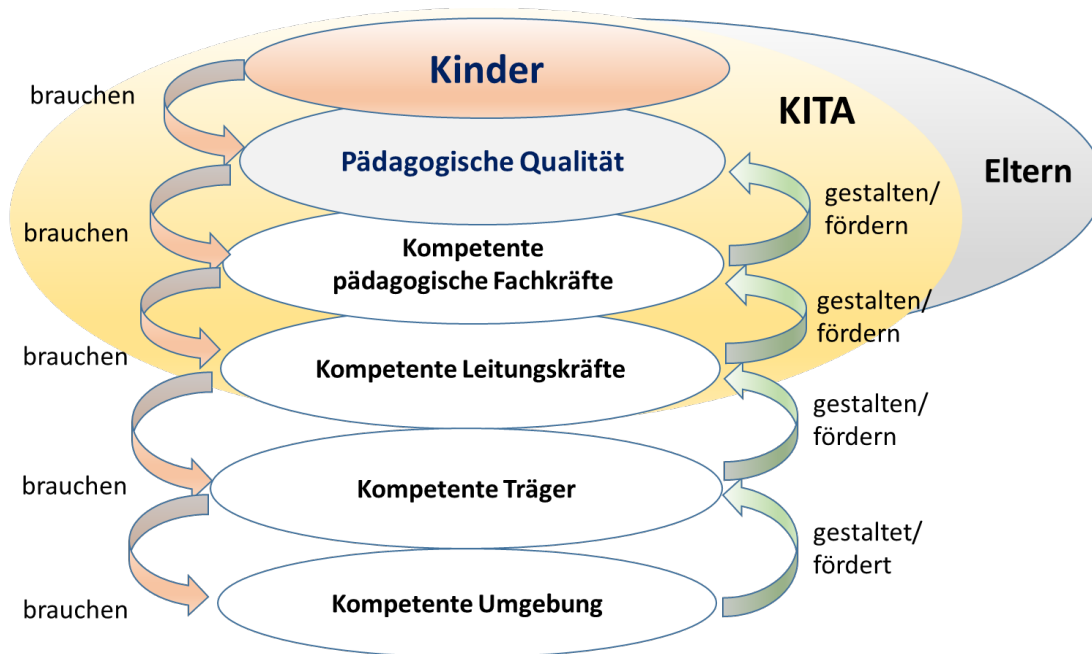 Kinder
brauchen
KITA
Pädagogische Qualität
Eltern
gestalten/
fördern
brauchen
Kompetente
pädagogische Fachkräfte
gestalten/
fördern
brauchen
Kompetente Leitungskräfte
gestalten/
fördern
brauchen
Kompetente Träger
gestaltet/
fördert
brauchen
Kompetente Umgebung